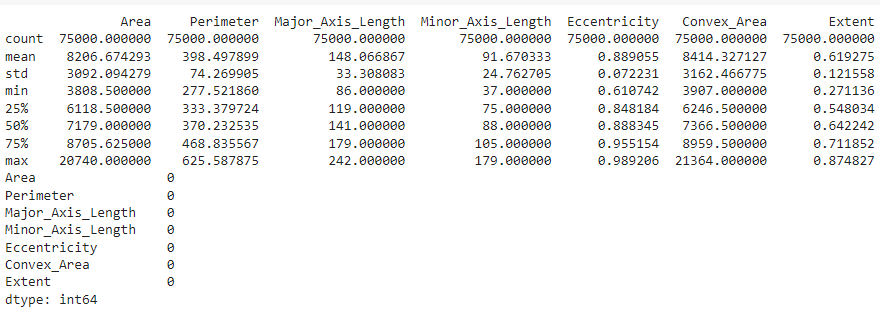 Area Perimeter Major_Axis_Length Minor_Axis_Length Eccentricity Convex_Area Extent
count 75000.000000 75000.000000 75000.000000 75000.000000 75000.000000 75000.000000 75000.000000
mean 8206.674293 398.497899 148.066867 91.670333 0.889055 8414.327127 0.619275
std 3092.094279 74.269905 33.308083 24.762705 0.072231 3162.466775 0.121558
min 3808.500000 277.521860 86.000000 37.000000 0.610742 3907.000000 0.271136
25% 6118.500000 333.379724 119.000000 75.000000 0.848184 6246.500000 0.548034
50% 7179.000000 370.232535 141.000000 88.000000 0.888345 7366.500000 0.642242
75% 8705.625000 468.835567 179.000000 105.000000 0.955154 8959.500000 0.711852
max 20740.000000 625.587875 242.000000 179.000000 0.989206 21364.000000 0.874827
Area 0
Perimeter 0
Major_Axis_Length 0
Minor_Axis_Length 0
Eccentricity 0
Convex_Area 0
Extent 0
dtype: int64